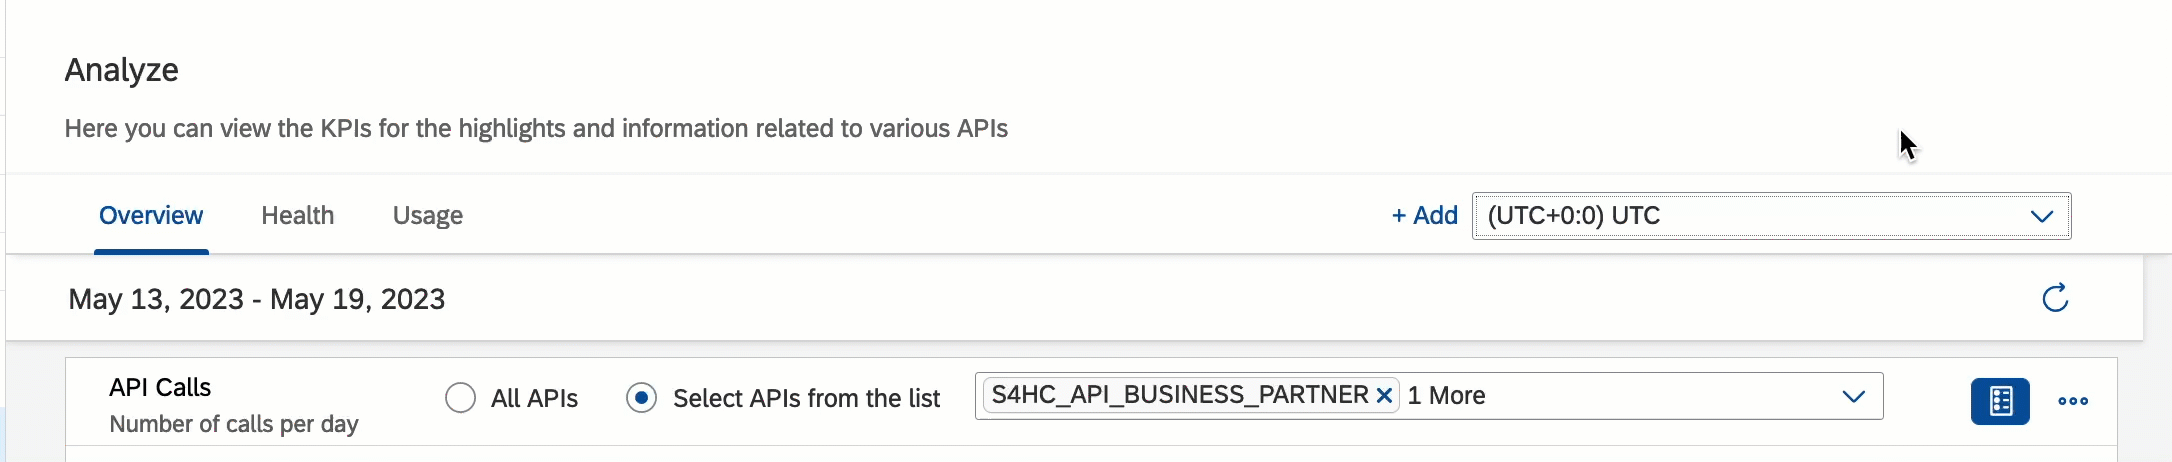 Analyze
Here you can view the KPIs for the highlights and information related to various APIs
Overview Health Usage + Add (UTC+0:0) UTC
May 13, 2023 - May 19, 2023
API Calls
Number of calls per day
All APIs Select APIs from the list S4HC_API_BUSINESS_PARTNER 1 More